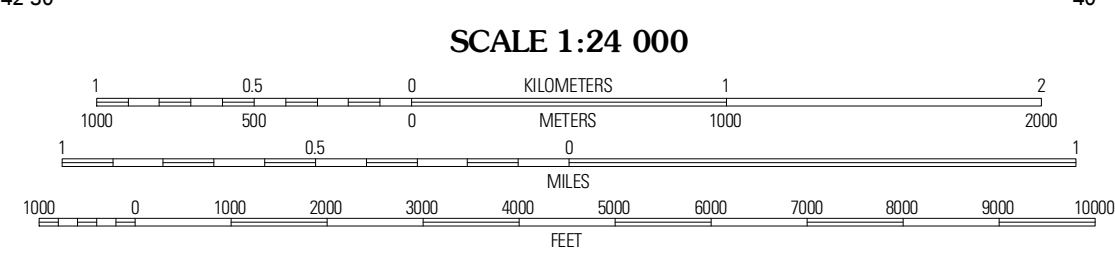 42'30"
40'
SCALE 1:24 000
1 0.5 0 KILOMETERS 1 2
1000 500 0 METERS 1000 2000
1 0.5 0 1
MILES
1000 0 1000 2000 3000 4000 5000 6000 7000 8000 9000 10000
FEET